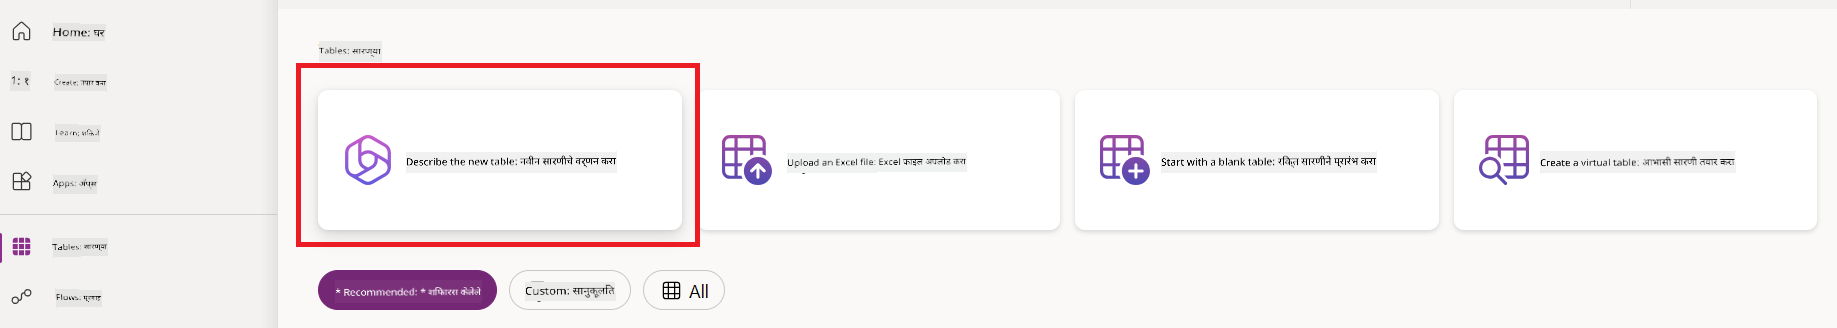 Home: घर
1: १
Create: तयार करा
Learn: शकिणे
Apps: अ‍ॅप्स
Tables: सारण्या
Flows: प्रवाह
Tables: सारण्या
Describe the new table: नवीन सारणीचे वर्णन करा
Upload an Excel file: Excel फाइल अपलोड करा
Start with a blank table: रिक्त सारणीने प्रारंभ करा
Create a virtual table: आभासी सारणी तयार करा
* Recommended: * शिफारस केलेले
Custom: सानुकूलति
All